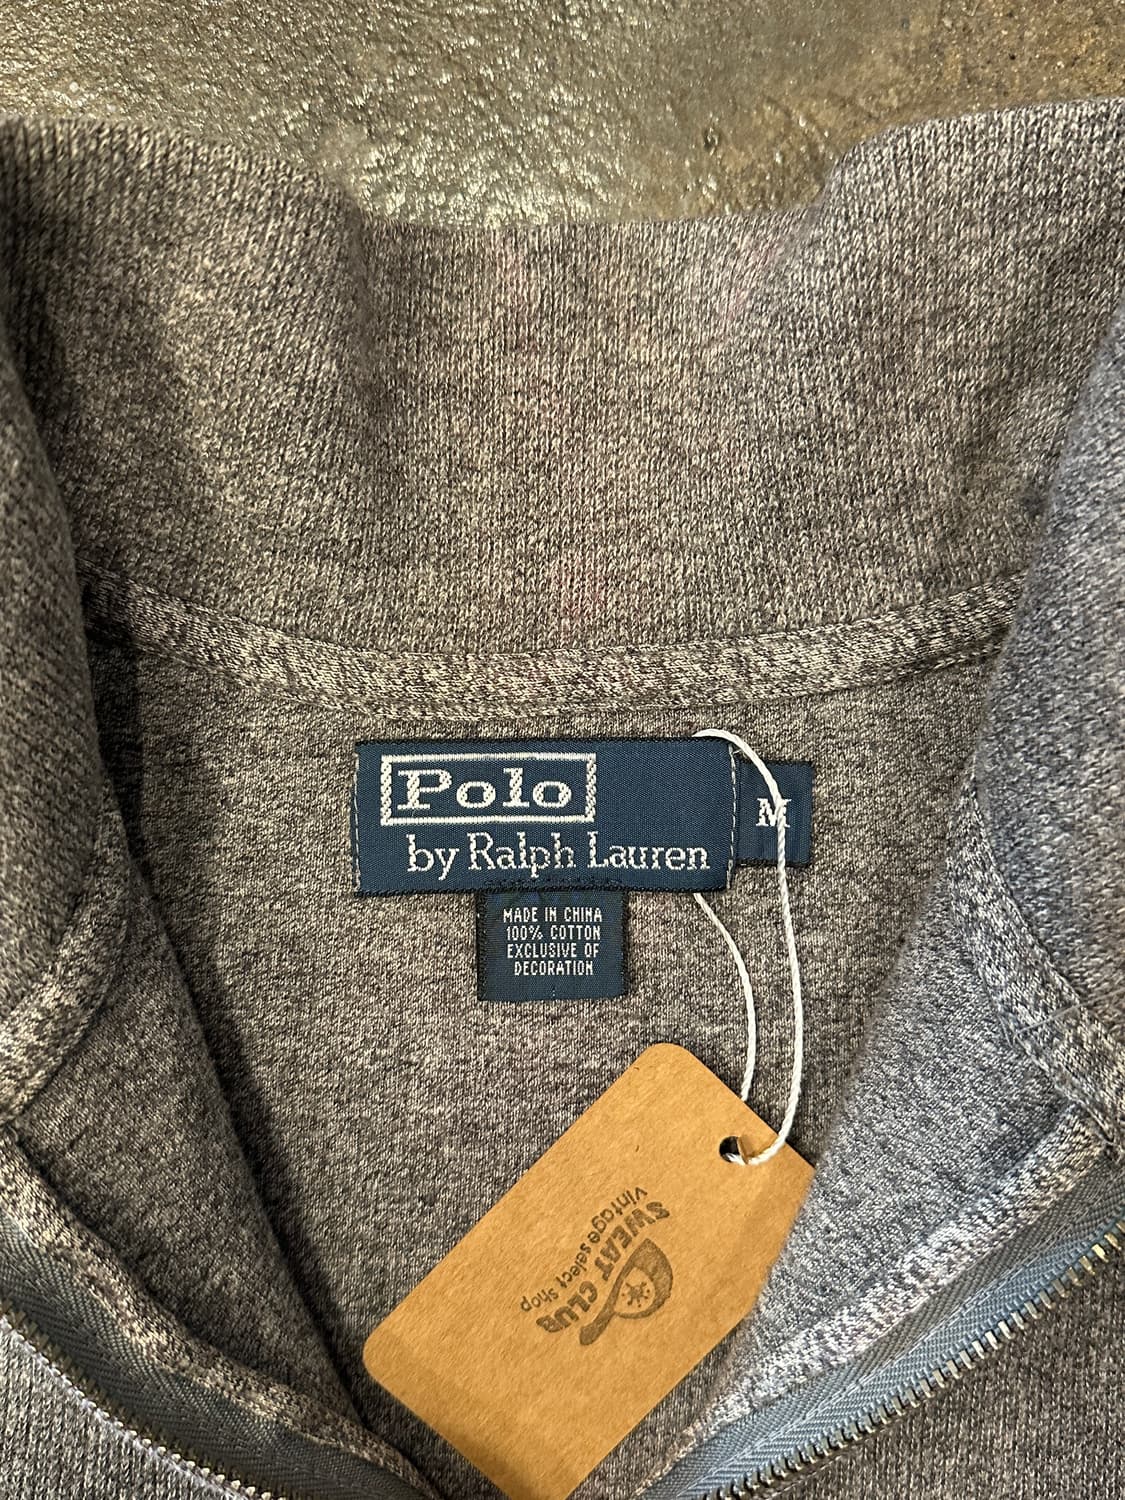 Polo
by Ralph Lauren
M
MADE IN CHINA
100% COTTON
EXCLUSIVE OF
DECORATION
SWEAT CLUB
Vintage select shop